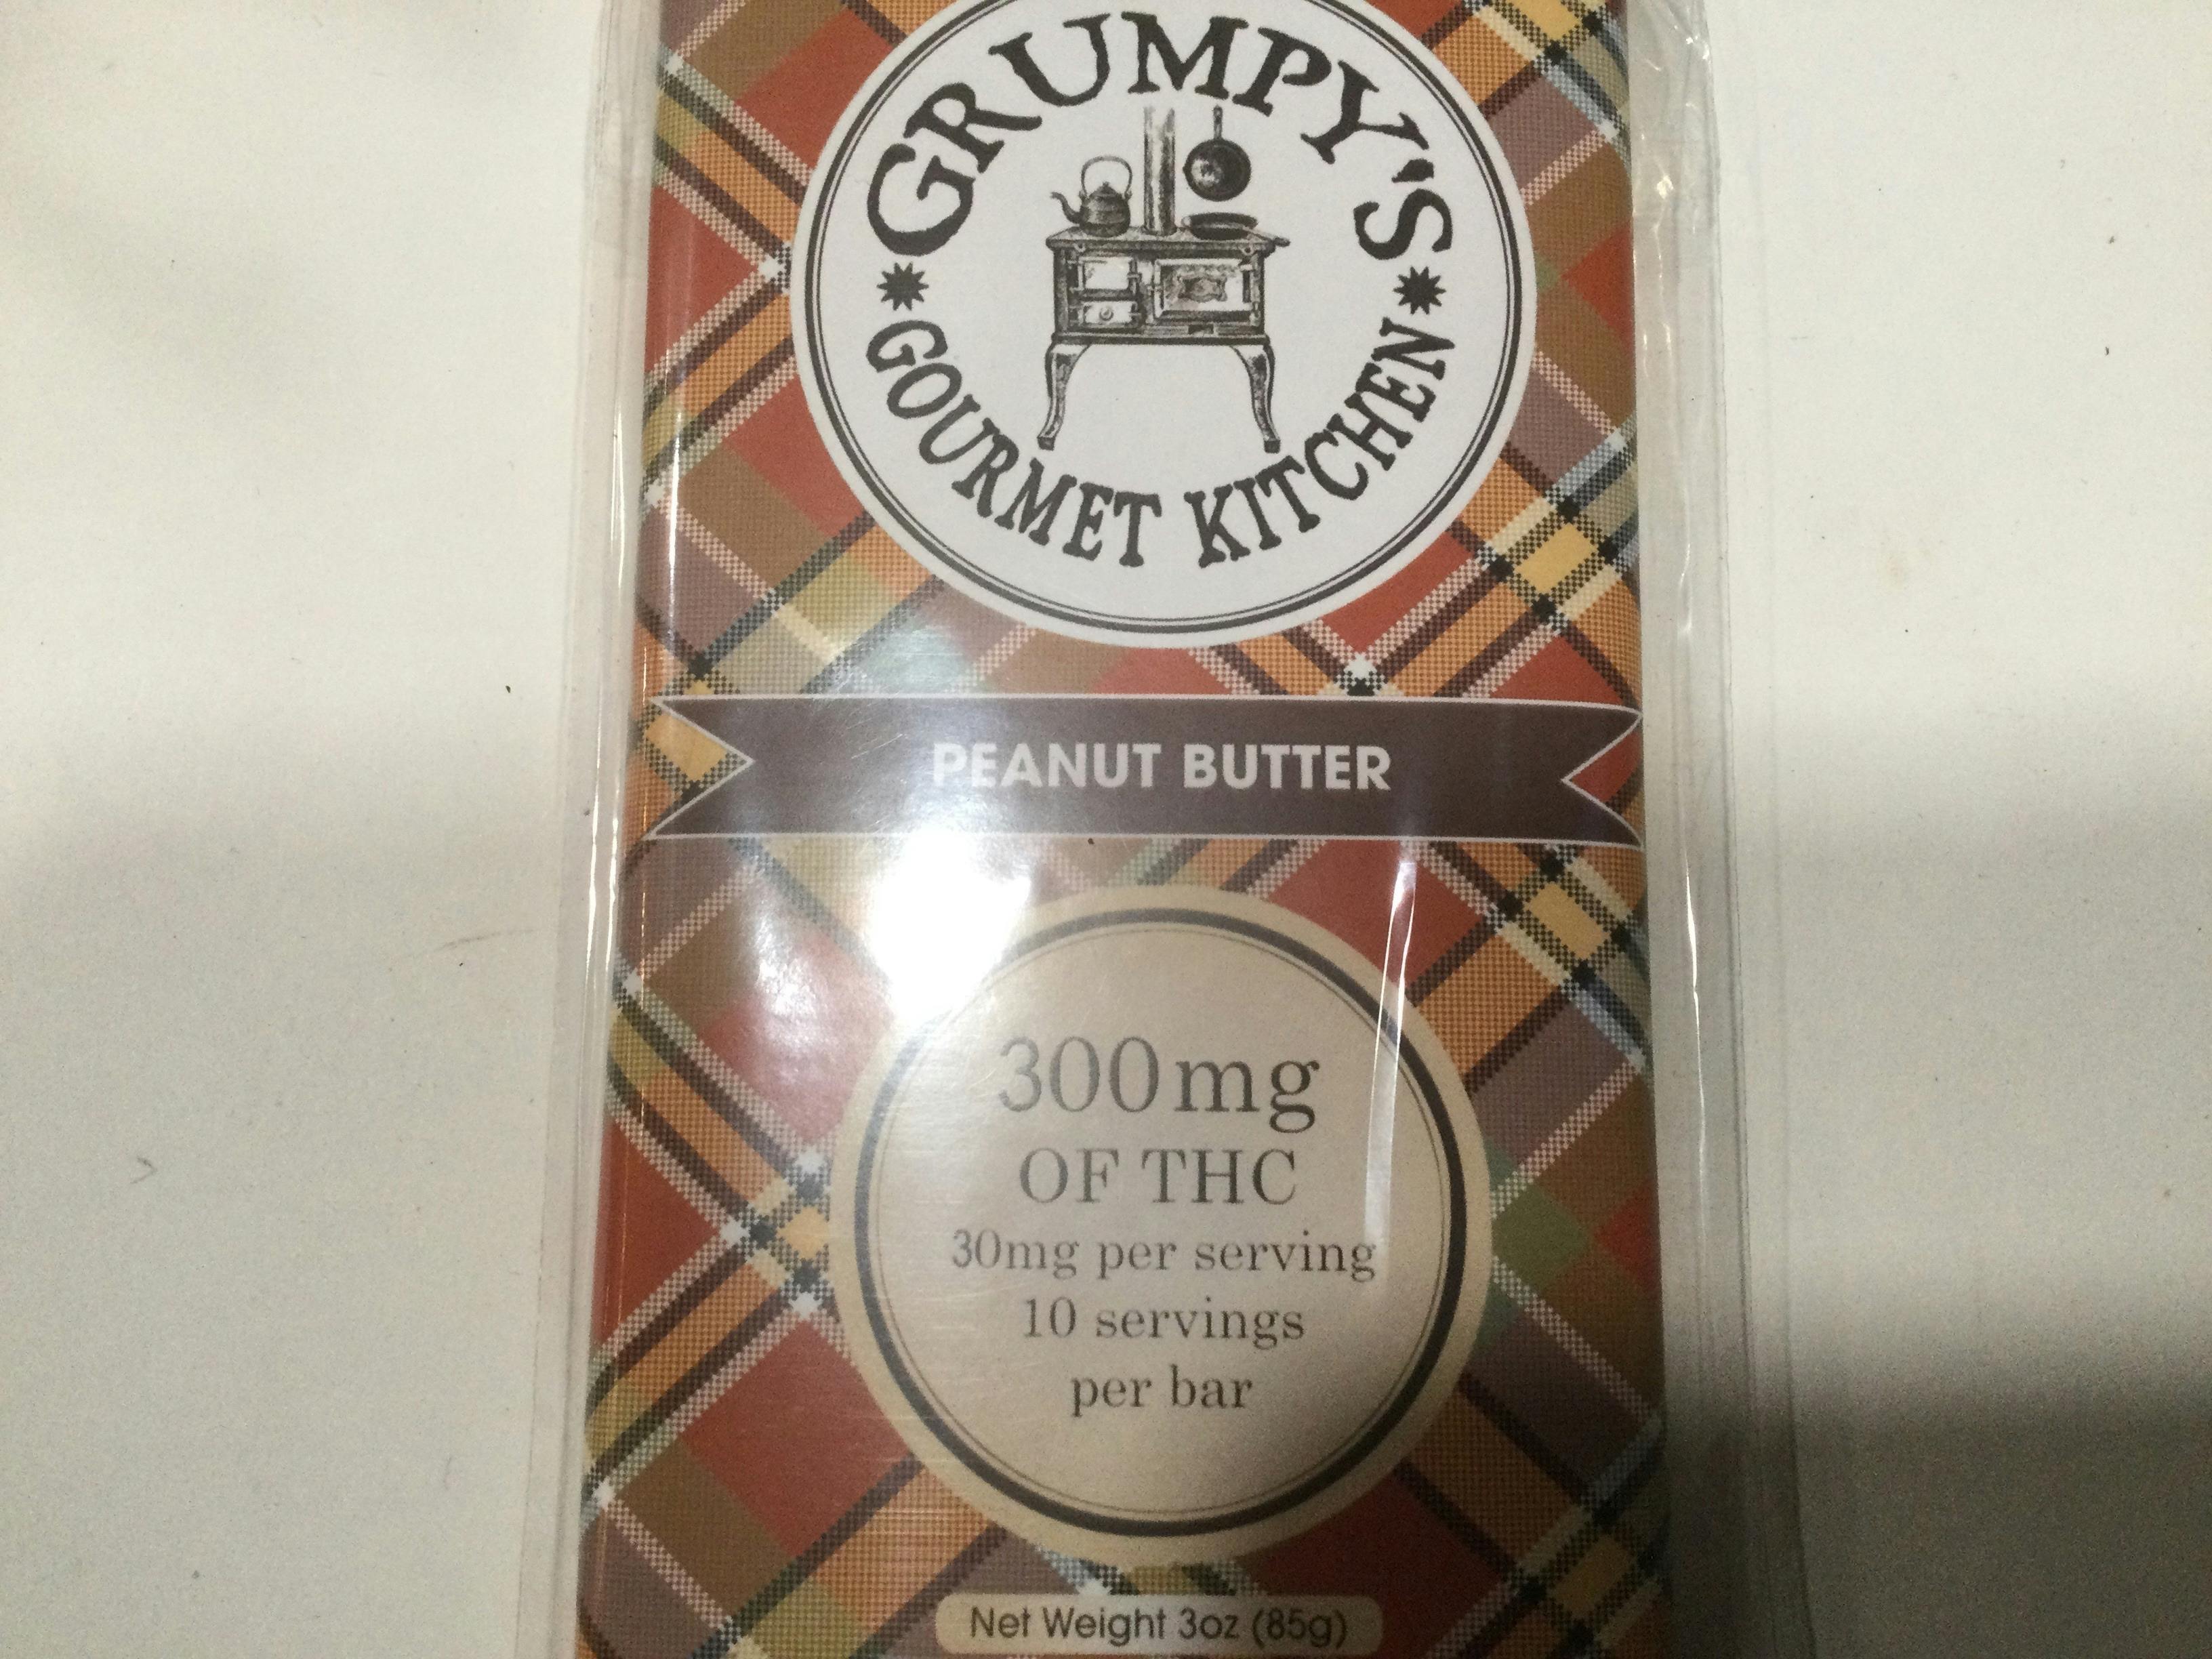 GRUMPY'S
GOURMET KITCHEN
PEANUT BUTTER
300mg
OF THC
30mg per serving
10 servings
per bar
Net Weight 3oz (85g)